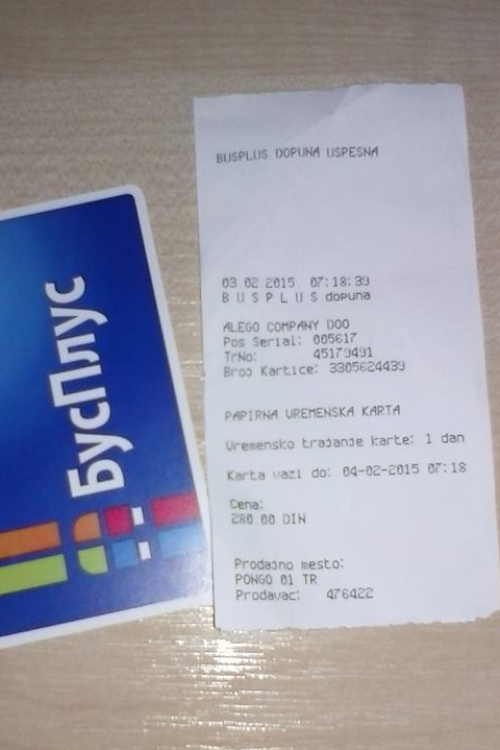 БусПлус
BUSPLUS DOPUNA USPESNA
03.02.2015. 07:18:39
B U S P L U S dopuna
ALEGO COMPANY DOO
Pos Serial: 005617
TrNo: 45179491
Broj Kartice: 3305624439
PAPIRNA VREMENSKA KARTA
Vremensko trajanje karte: 1 dan
Karta vazi do: 04-02-2015 07:18
Cena:
280.00 DIN
Prodajno mesto:
PONGO 01 TR
Prodavac: 476422